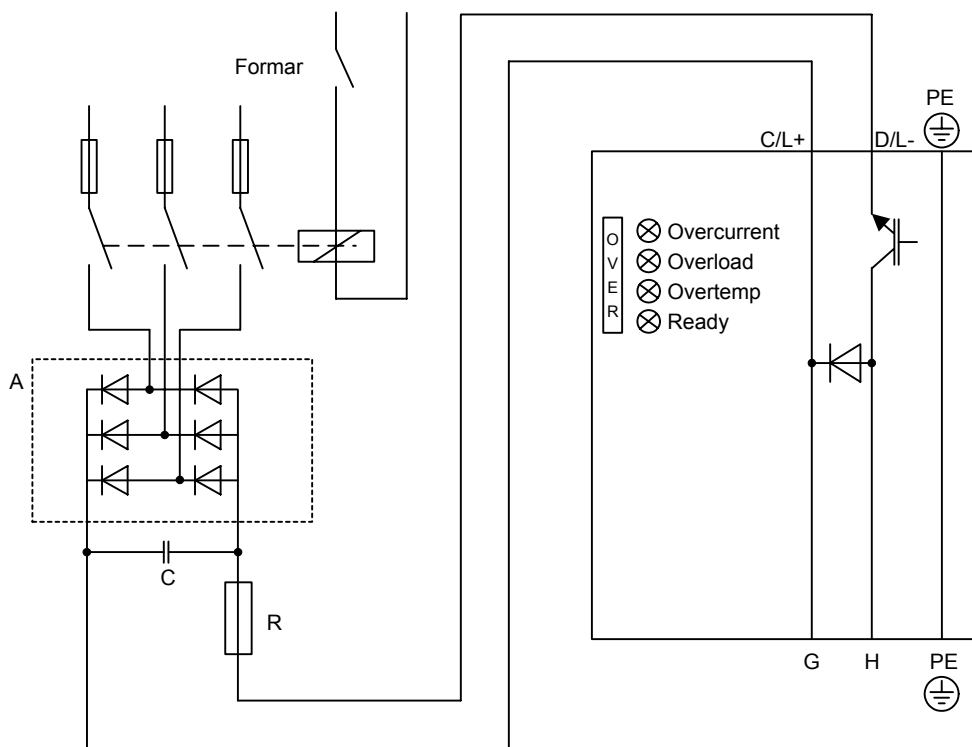 Formar
PE
C/L+ D/L-
O
V
E
R
Overcurrent
Overload
Overtemp
Ready
A
C
R
G H PE